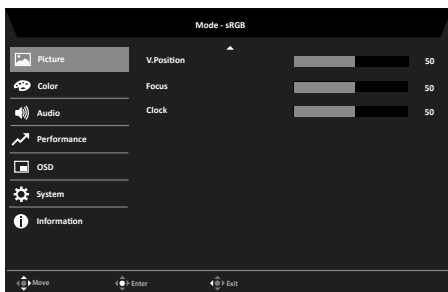 Mode - sRGB
Picture
V.Position 50
Color
Focus 50
Audio
Clock 50
Performance
OSD
System
Information
Move Enter Exit